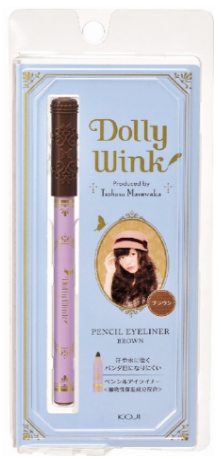 Dolly
Wink
Produced by
Tsubasa Masuwaka
Dolly Wink
ブラウン
PENCIL EYELINER
BROWN
汗や水に強く
パンダ目になりにくい
ペンシルアイライナー
KOJI